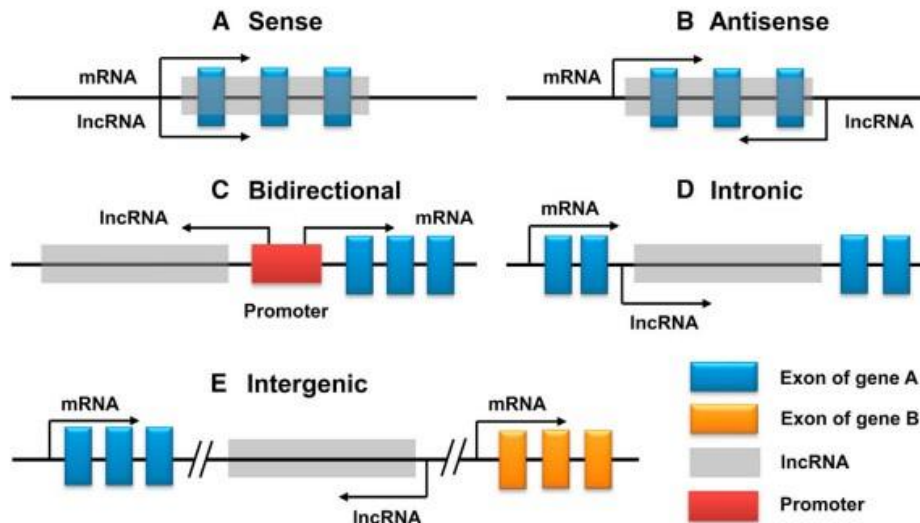 A Sense
mRNA
lncRNA
B Antisense
mRNA
lncRNA
C Bidirectional
lncRNA
mRNA
Promoter
D Intronic
mRNA
lncRNA
E Intergenic
mRNA
lncRNA
mRNA
Exon of gene A
Exon of gene B
lncRNA
Promoter